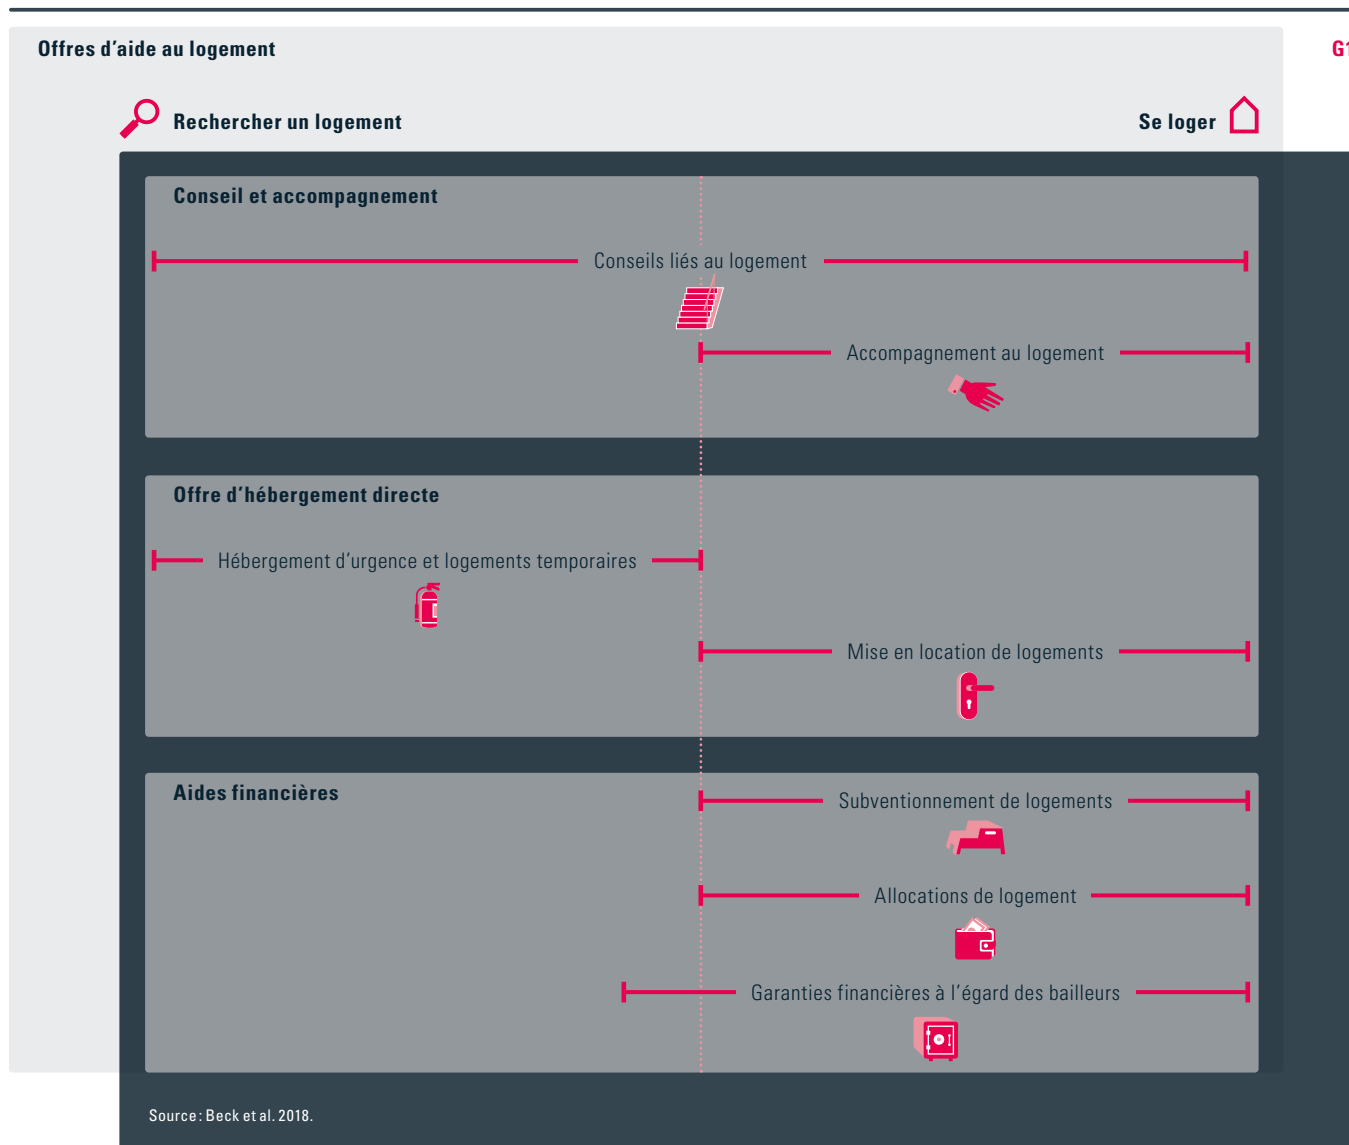 Offres d’aide au logement
G1
Rechercher un logement
Se loger
Conseil et accompagnement
Conseils liés au logement
Accompagnement au logement
Offre d’hébergement directe
Hébergement d’urgence et logements temporaires
Mise en location de logements
Aides financières
Subventionnement de logements
Allocations de logement
Garanties financières à l’égard des bailleurs
Source: Beck et al. 2018.